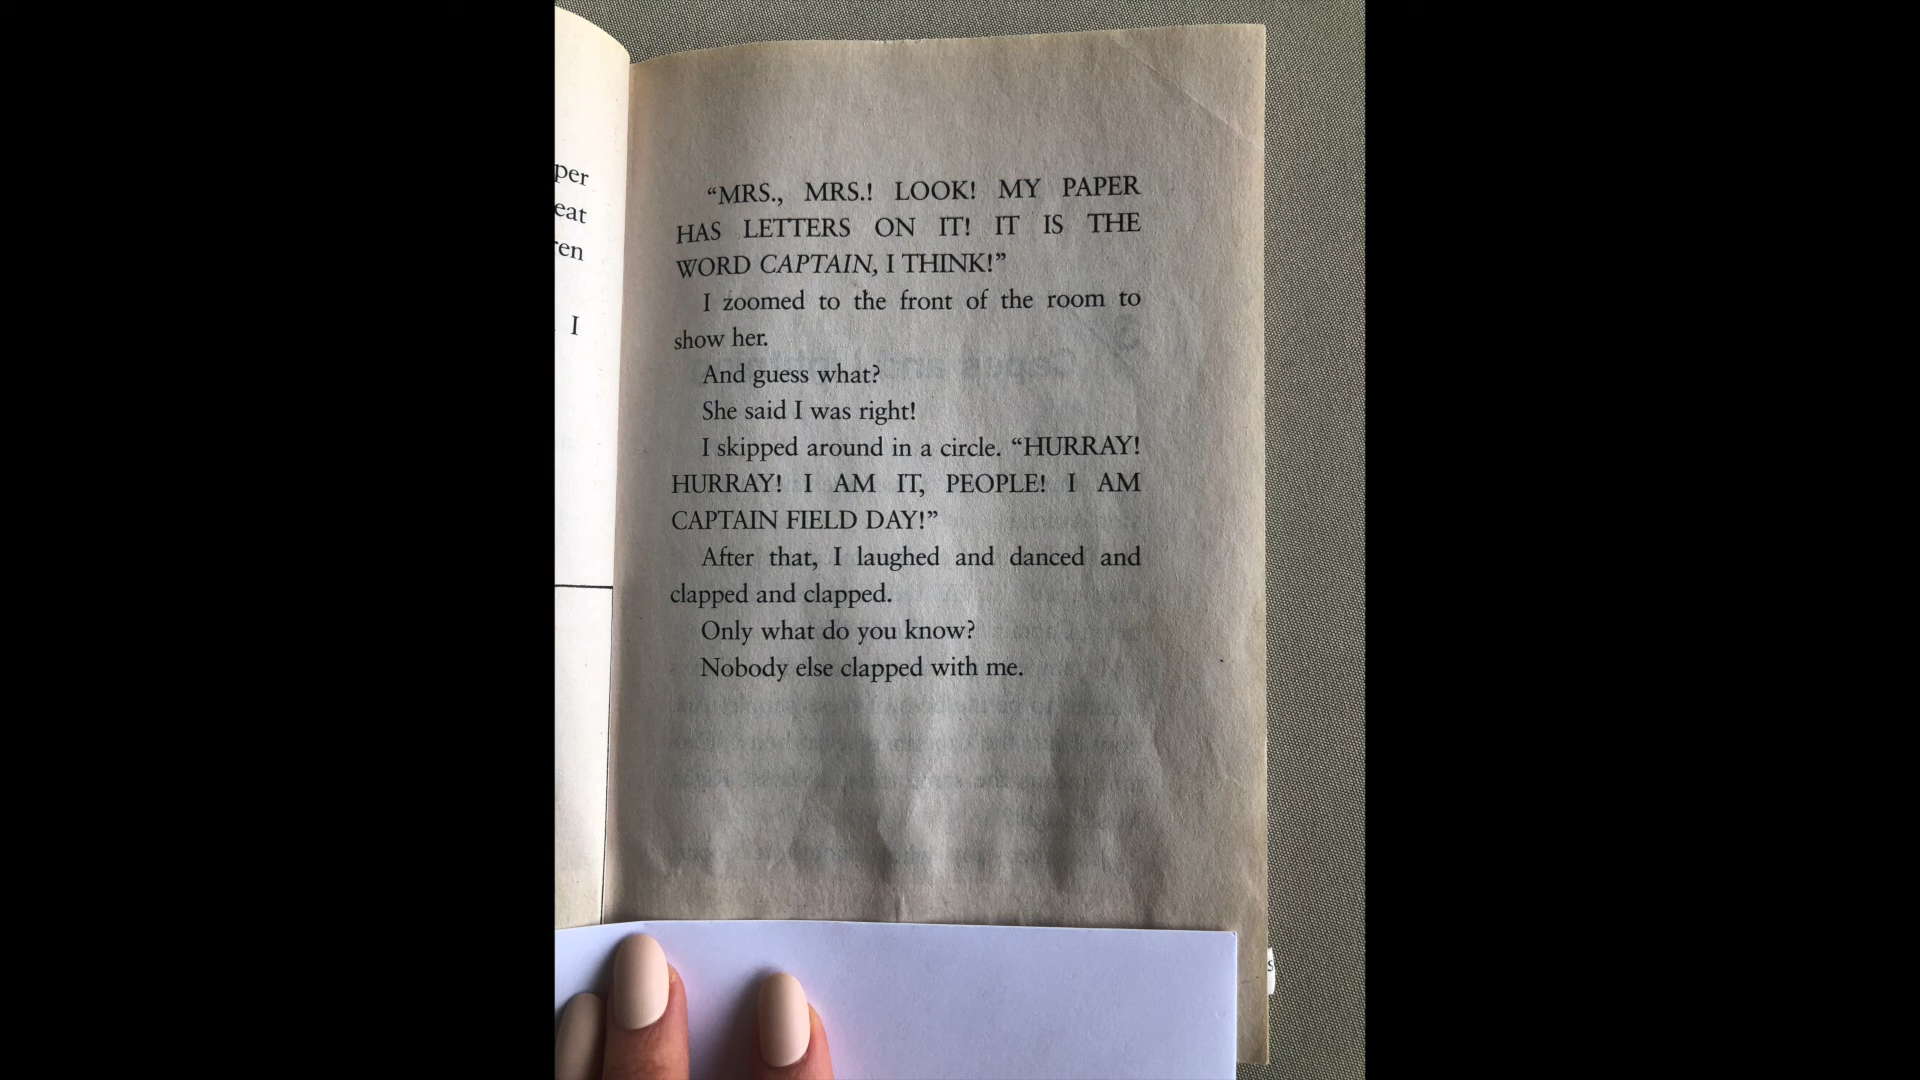 per
eat
ren
I
“MRS., MRS.! LOOK! MY PAPER
HAS LETTERS ON IT! IT IS THE
WORD CAPTAIN, I THINK!”
I zoomed to the front of the room to
show her.
And guess what?
She said I was right!
I skipped around in a circle. “HURRAY!
HURRAY! I AM IT, PEOPLE! I AM
CAPTAIN FIELD DAY!”
After that, I laughed and danced and
clapped and clapped.
Only what do you know?
Nobody else clapped with me.
s